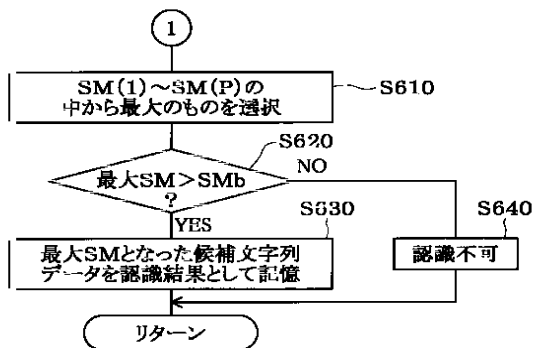 1
SM(1)～SM(P)の
中から最大のものを選択
S610
S620
最大SM＞SMb
?
NO
YES
S630
S640
最大SMとなった候補文字列
データを認識結果として記憶
認識不可
リターン